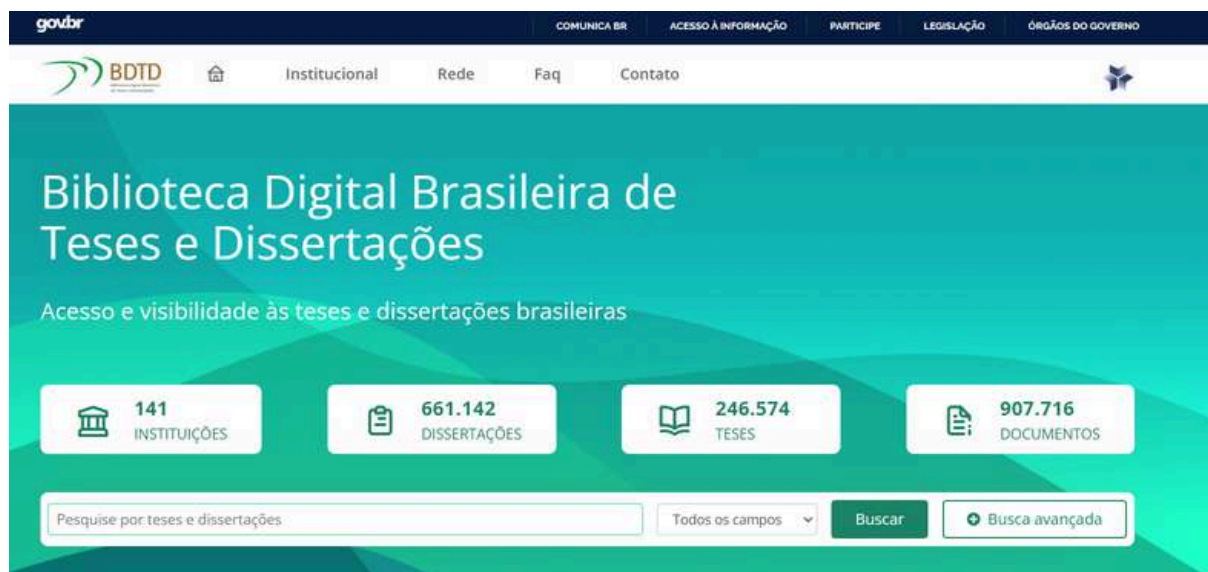 gov.br
COMUNICA BR ACESSO À INFORMAÇÃO PARTICIPE LEGISLAÇÃO ÓRGÃOS DO GOVERNO
BDTD Institucional Rede Faq Contato
Biblioteca Digital Brasileira de
Teses e Dissertações
Acesso e visibilidade às teses e dissertações brasileiras
141
INSTITUIÇÕES
661.142
DISSERTAÇÕES
246.574
TESES
907.716
DOCUMENTOS
Pesquise por teses e dissertações Todos os campos Buscar Busca avançada